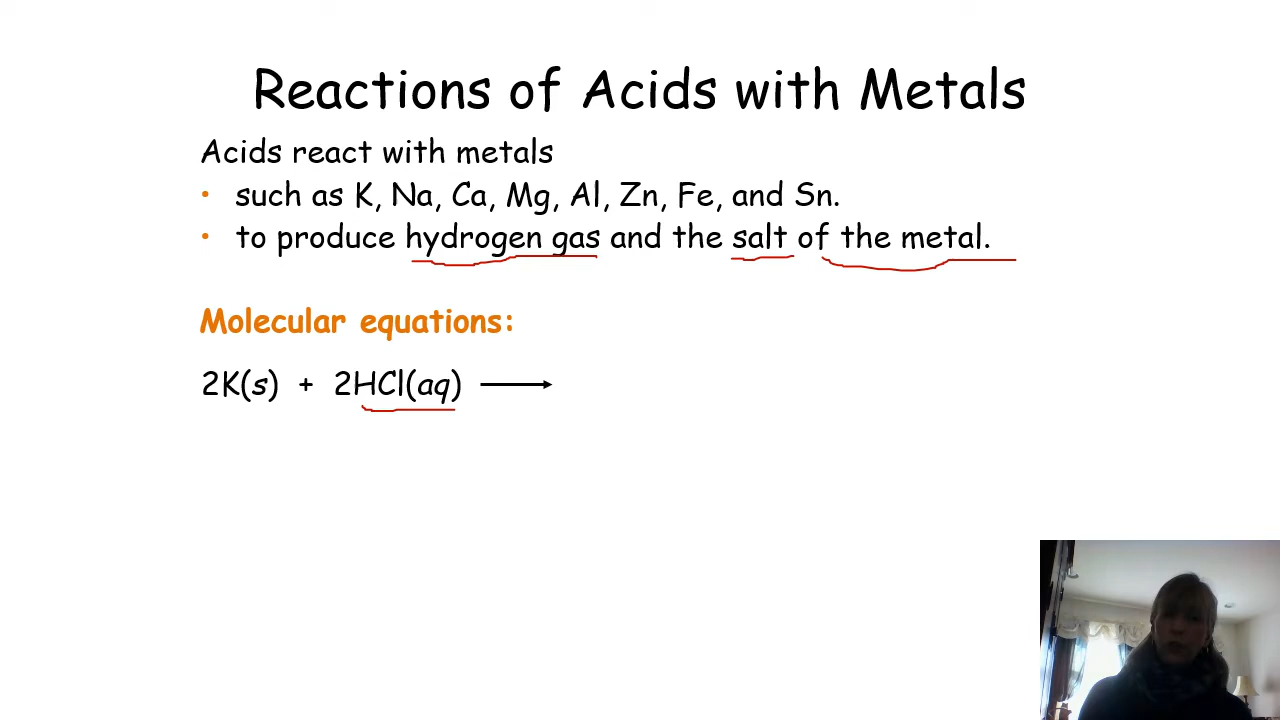 Reactions of Acids with Metals
Acids react with metals
• such as K, Na, Ca, Mg, Al, Zn, Fe, and Sn.
• to produce hydrogen gas and the salt of the metal.
Molecular equations:
2K(s) + 2HCl(aq) ⟶